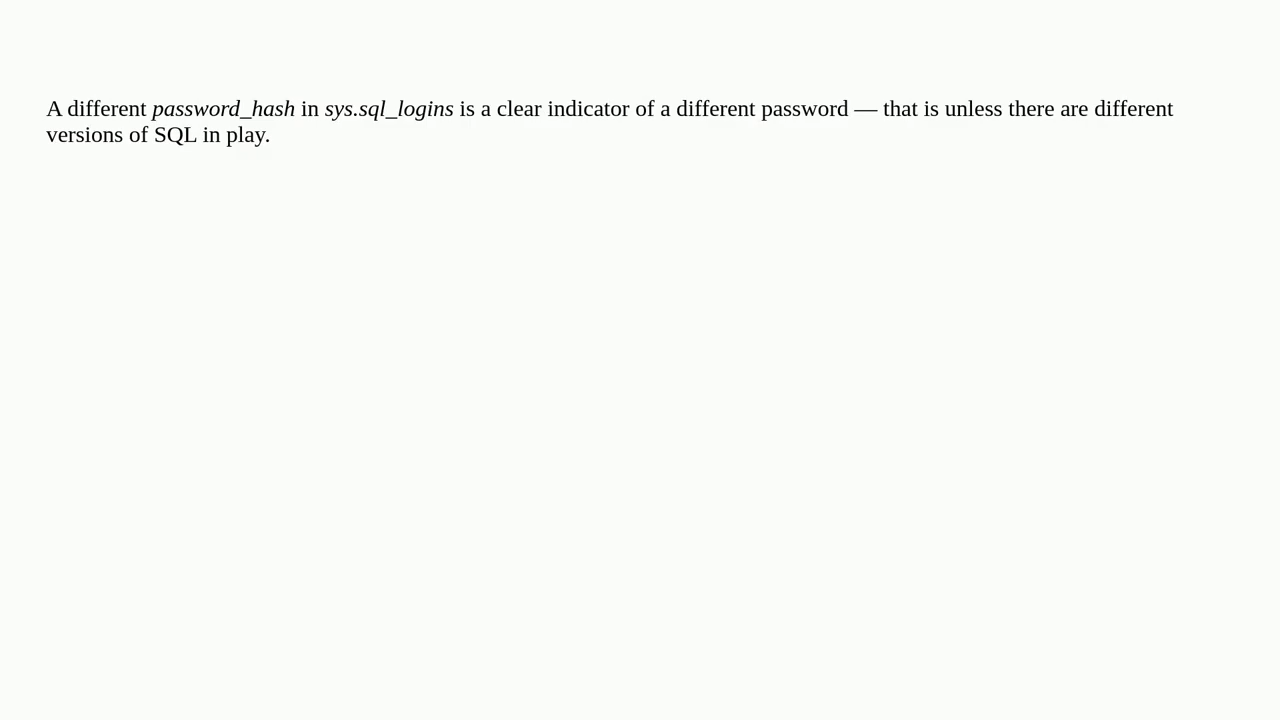 A different password_hash in sys.sql_logins is a clear indicator of a different password — that is unless there are different
versions of SQL in play.